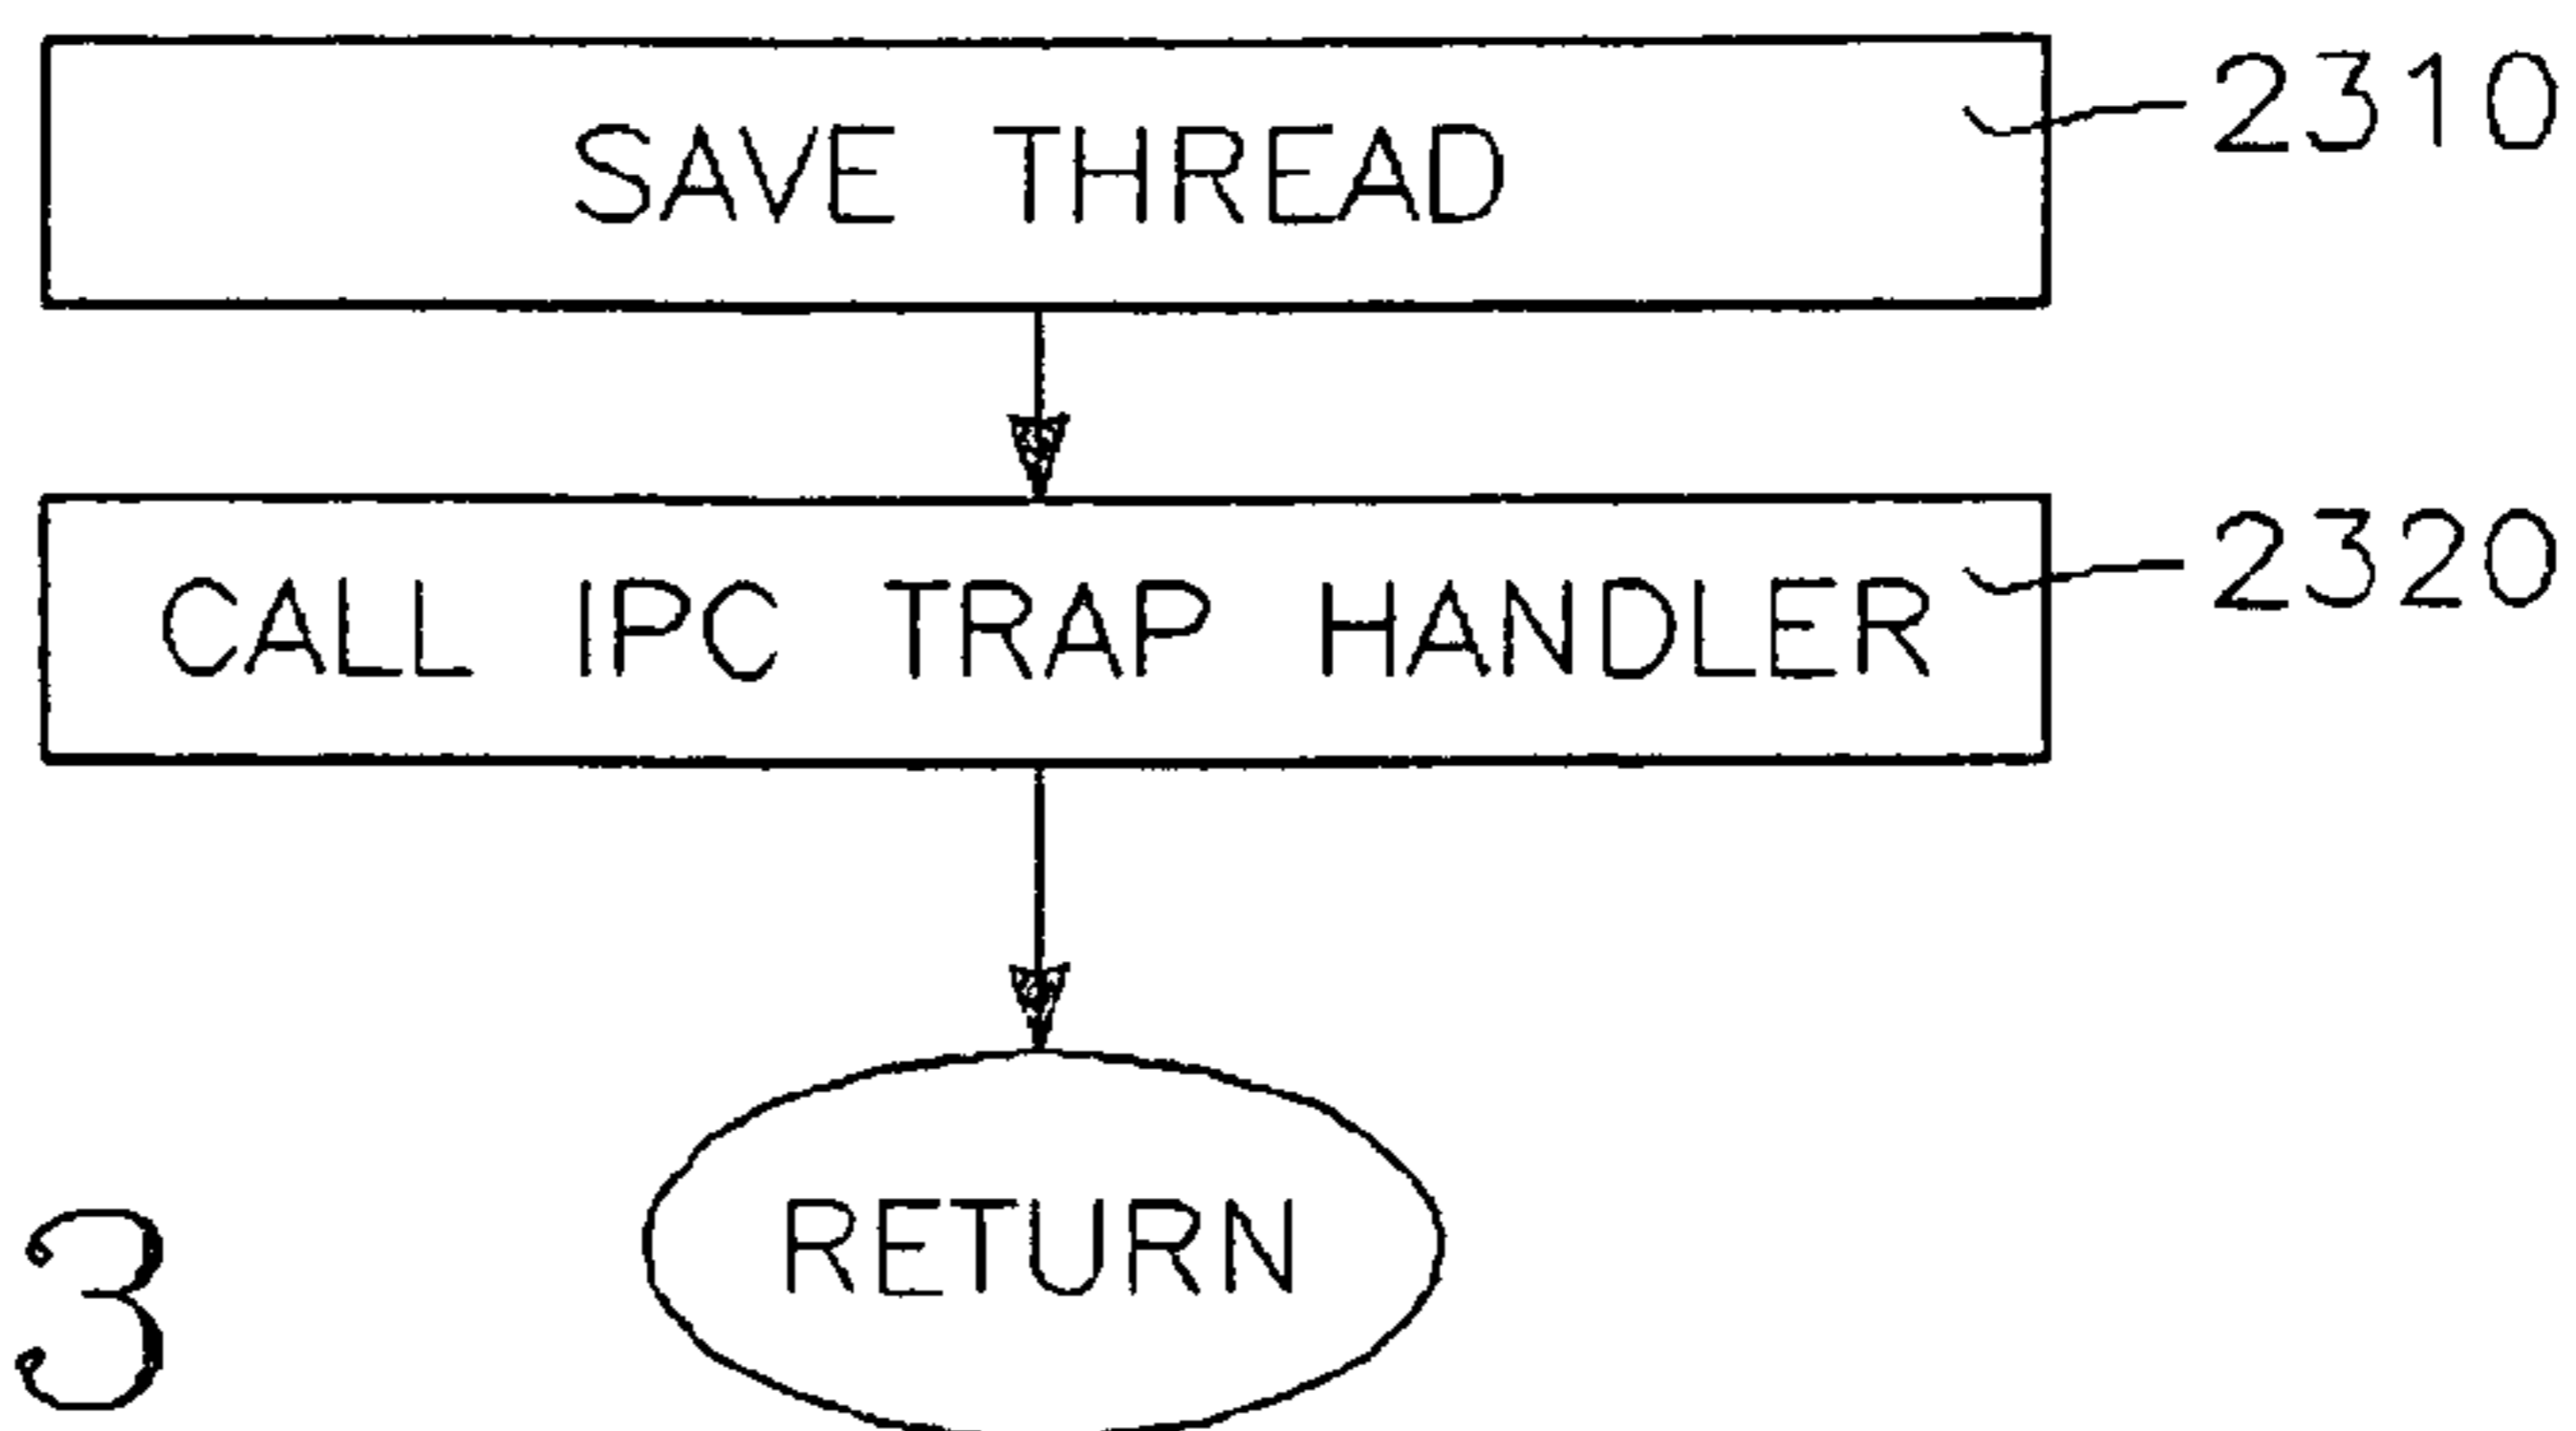 SAVE THREAD
2310
CALL IPC TRAP HANDLER
2320
RETURN
3